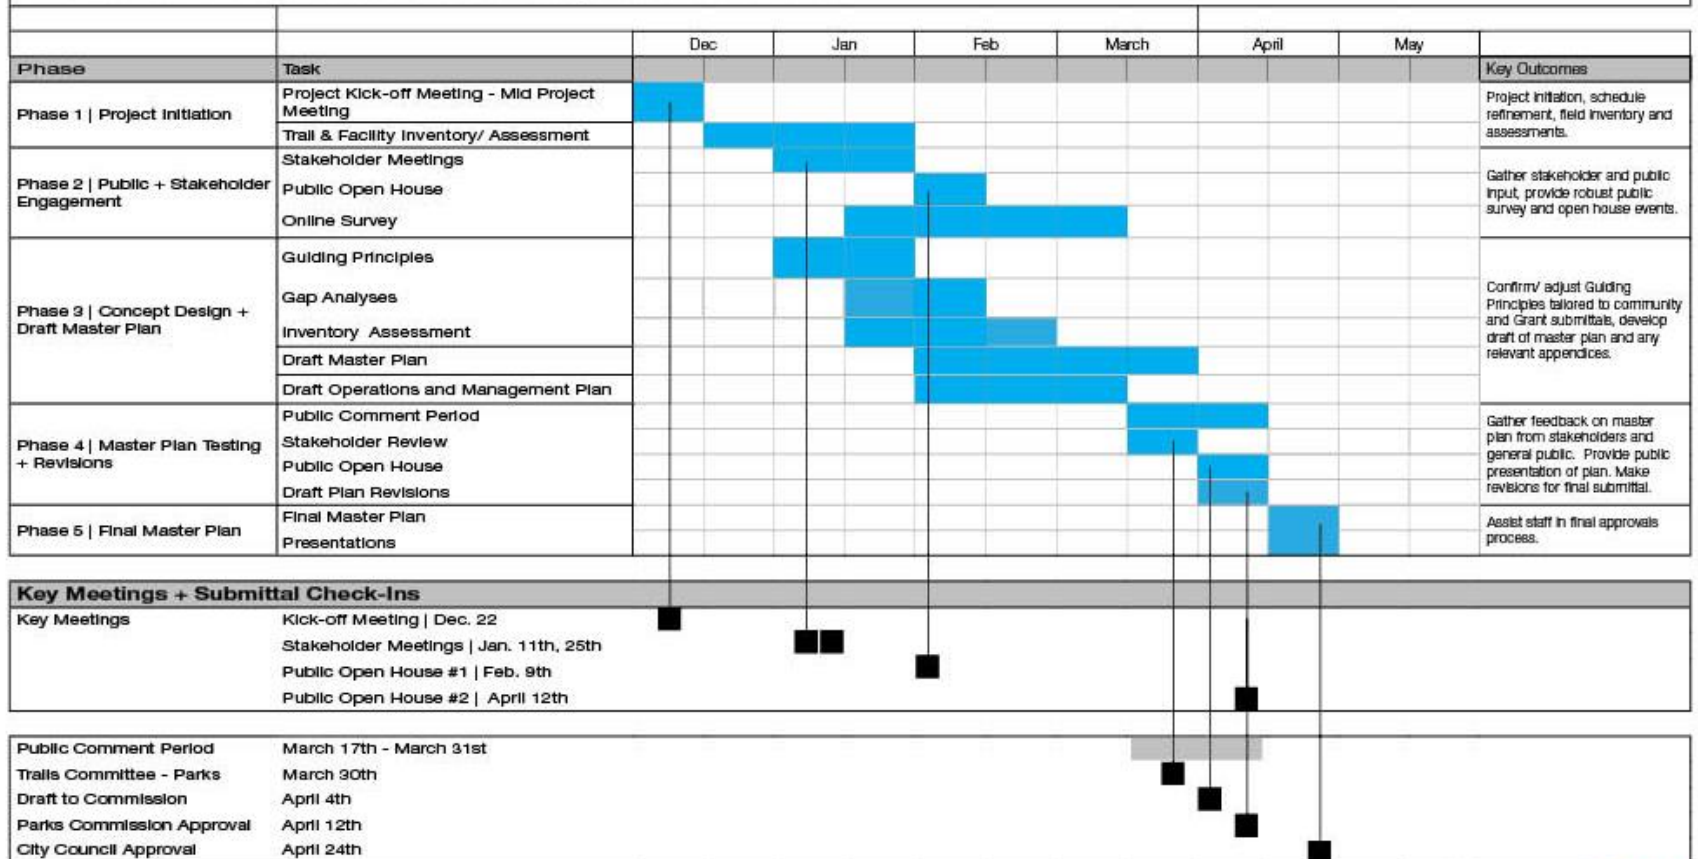 Dec Jan Feb March April May
Phase Task Key Outcomes
Phase 1 | Project Initiation
Project Kick-off Meeting - Mid Project
Meeting
Trail & Facility Inventory/ Assessment
Project initiation, schedule
refinement, field inventory and
assessments.
Phase 2 | Public + Stakeholder
Engagement
Stakeholder Meetings
Public Open House
Online Survey
Gather stakeholder and public
input, provide robust public
survey and open house events.
Phase 3 | Concept Design +
Draft Master Plan
Guiding Principles
Gap Analyses
Inventory Assessment
Draft Master Plan
Draft Operations and Management Plan
Confirm/ adjust Guiding
Principles tailored to community
and Grant submittals, develop
draft of master plan and any
relevant appendices.
Phase 4 | Master Plan Testing
+ Revisions
Public Comment Period
Stakeholder Review
Public Open House
Draft Plan Revisions
Gather feedback on master
plan from stakeholders and
general public. Provide public
presentation of plan. Make
revisions for final submittal.
Phase 5 | Final Master Plan
Final Master Plan
Presentations
Assist staff in final approvals
process.
Key Meetings + Submittal Check-Ins
Key Meetings Kick-off Meeting | Dec. 22
Stakeholder Meetings | Jan. 11th, 25th
Public Open House #1 | Feb. 9th
Public Open House #2 | April 12th
Public Comment Period March 17th - March 31st
Trails Committee - Parks March 30th
Draft to Commission April 4th
Parks Commission Approval April 12th
City Council Approval April 24th